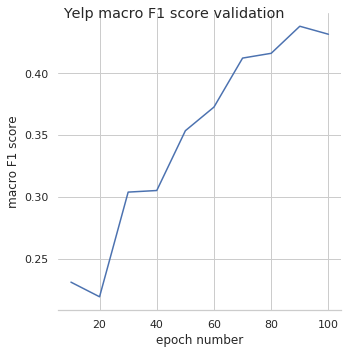 Yelp macro F1 score validation
macro F1 score
0.40
0.35
0.30
0.25
20 40 60 80 100
epoch number